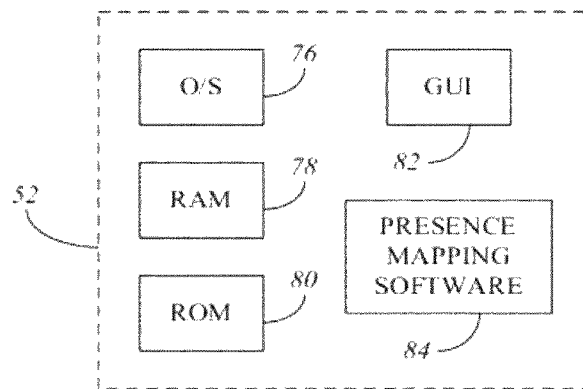 76
O/S
GUI
82
78
52
RAM
PRESENCE
MAPPING
SOFTWARE
80
ROM
84